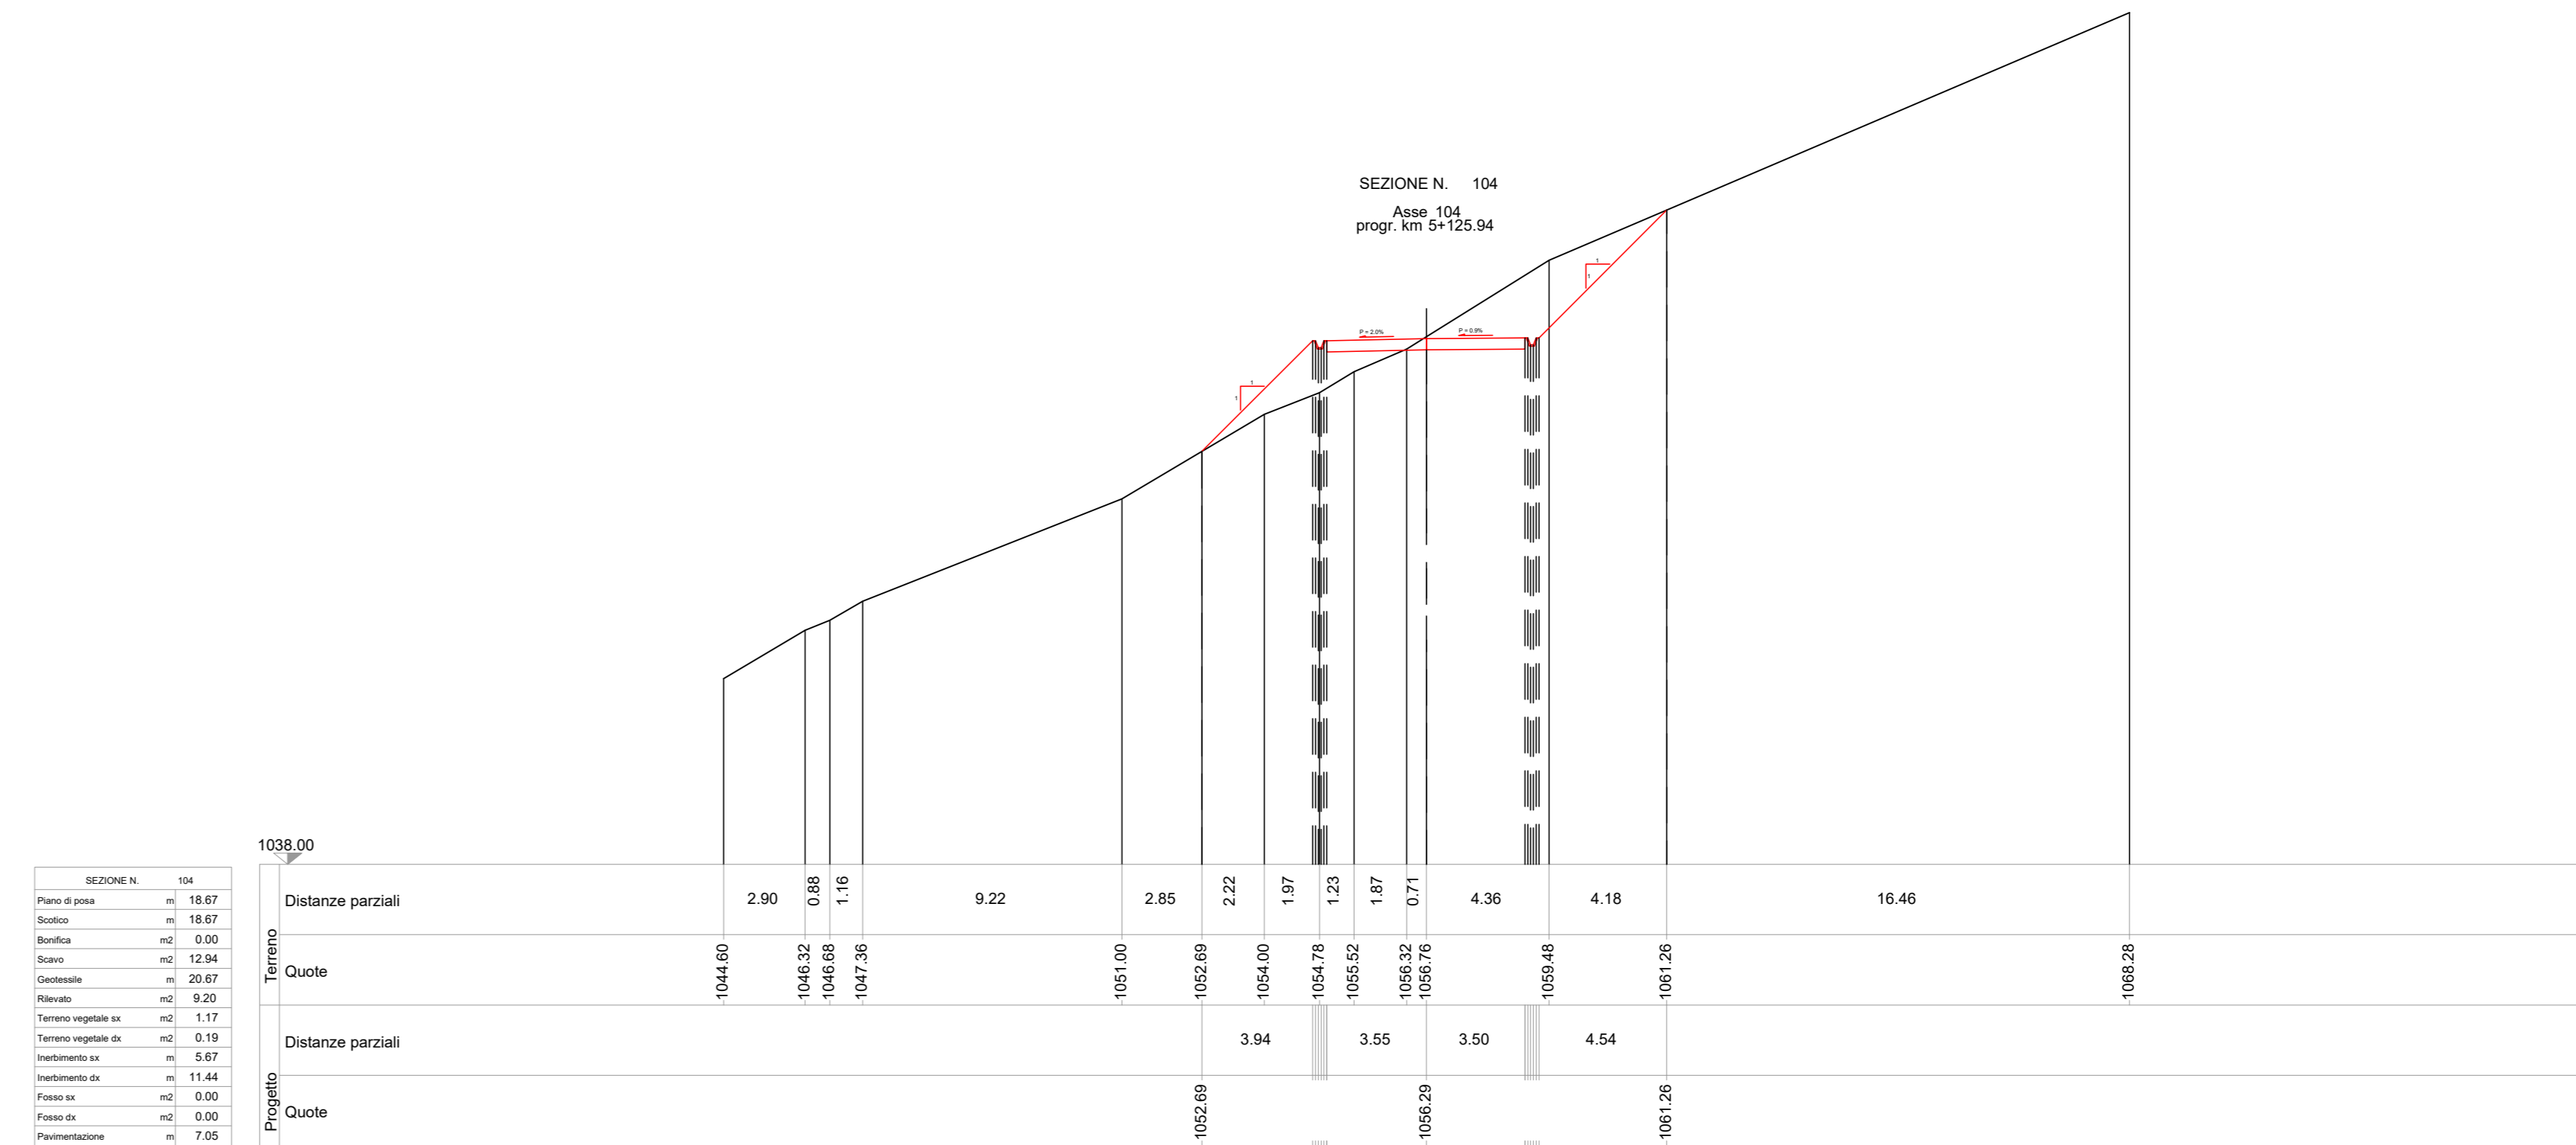 SEZIONE N. 104
Asse 104
progr. km 5+125.94
1
1
P = 2.0%
P = 0.9%
1
1
1038.00
SEZIONE N. 104
Piano di posa m 18.67
Scotico m 18.67
Bonifica m2 0.00
Scavo m2 12.94
Geotessile m 20.67
Rilevato m2 9.20
Terreno vegetale sx m2 1.17
Terreno vegetale dx m2 0.19
Inerbimento sx m 5.67
Inerbimento dx m 11.44
Fosso sx m2 0.00
Fosso dx m2 0.00
Pavimentazione m 7.05
Terreno
Distanze parziali 2.90 0.88 1.16 9.22 2.85 2.22 1.97 1.23 1.87 0.71 4.36 4.18 16.46
Quote 1044.60 1046.32 1046.68 1047.36 1051.00 1052.69 1054.00 1054.78 1055.52 1056.32 1056.76 1059.48 1061.26 1068.28
Progetto
Distanze parziali 3.94 3.55 3.50 4.54
Quote 1052.69 1056.29 1061.26